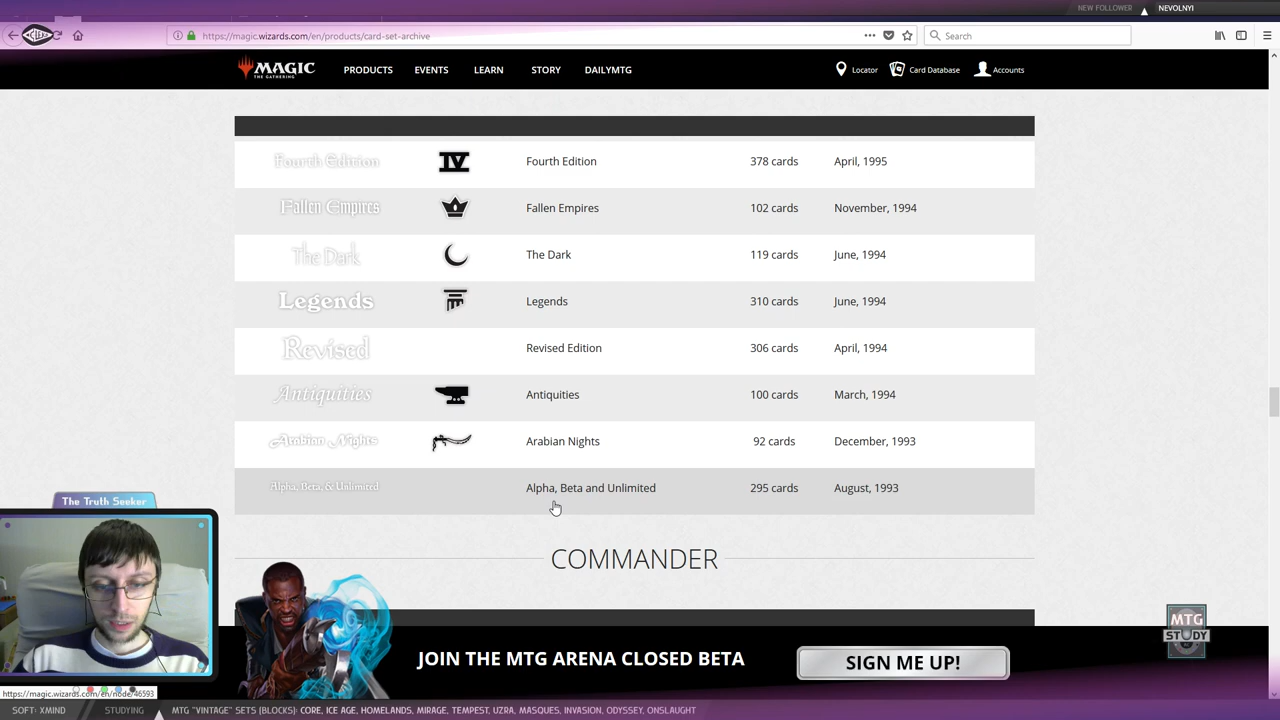 NEW FOLLOWER NEVOLNYI
https://magic.wizards.com/en/products/card-set-archive
Search
MAGIC
THE GATHERING
PRODUCTS EVENTS LEARN STORY DAILYMTG
Locator Card Database Accounts
Fourth Edition IV Fourth Edition 378 cards April, 1995
Fallen Empires Fallen Empires 102 cards November, 1994
The Dark The Dark 119 cards June, 1994
Legends Legends 310 cards June, 1994
Revised Revised Edition 306 cards April, 1994
Antiquities Antiquities 100 cards March, 1994
Arabian Nights Arabian Nights 92 cards December, 1993
Alpha, Beta, & Unlimited Alpha, Beta and Unlimited 295 cards August, 1993
The Truth Seeker
COMMANDER
MTG
STUDY
JOIN THE MTG ARENA CLOSED BETA
SIGN ME UP!
https://magic.wizards.com/en/node/46593
SOFT: XMIND STUDYING MTG "VINTAGE" SETS (BLOCKS): CORE, ICE AGE, HOMELANDS, MIRAGE, TEMPEST, UZRA, MASQUES, INVASION, ODYSSEY, ONSLAUGHT